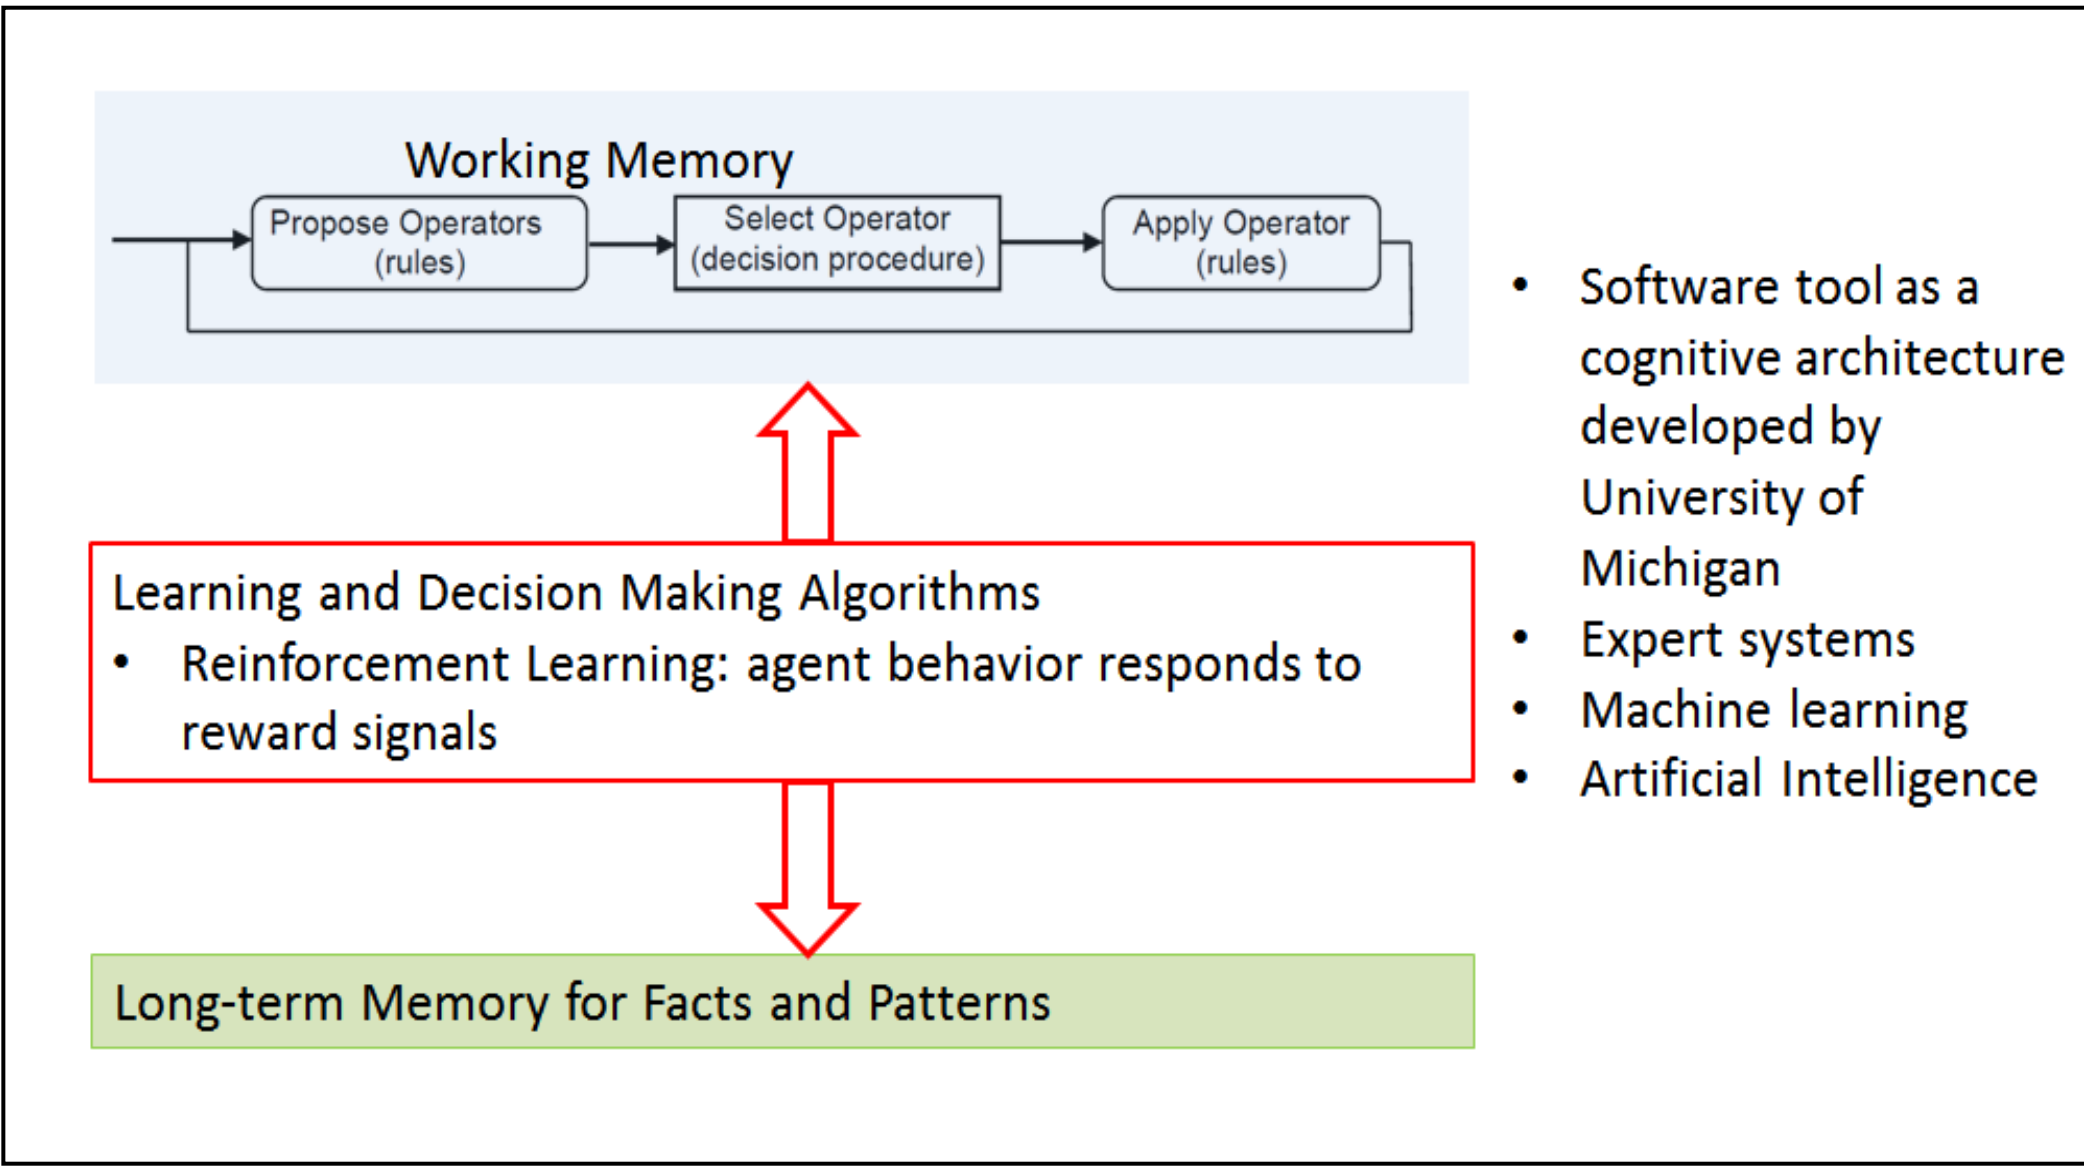 Working Memory
Propose Operators
(rules)
Select Operator
(decision procedure)
Apply Operator
(rules)
Learning and Decision Making Algorithms
• Reinforcement Learning: agent behavior responds to
reward signals
Long-term Memory for Facts and Patterns
• Software tool as a
cognitive architecture
developed by
University of
Michigan
• Expert systems
• Machine learning
• Artificial Intelligence